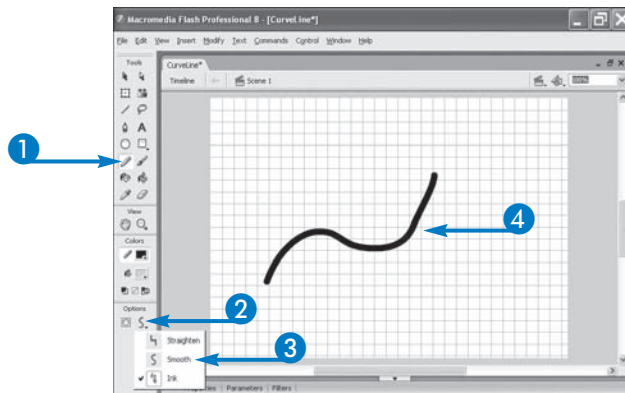 Macromedia Flash Professional 8 - [CurveLine*]
File Edit View Insert Modify Text Commands Control Window Help
Tools
CurveLine*
Timeline
Scene 1
100%
A
1
View
4
Colors
Options
2
Straighten
Smooth
3
Ink
Properties | Parameters | Filters